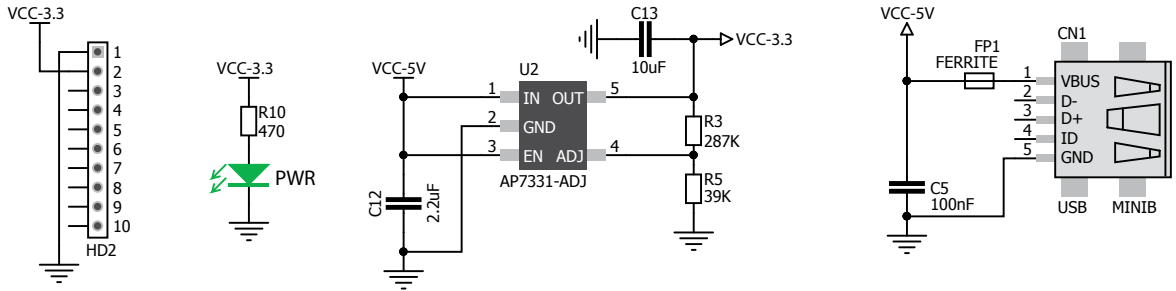 VCC-3.3
1
2
3
4
5
6
7
8
9
10
HD2
VCC-3.3
R10
470
PWR
VCC-5V
C12
2.2uF
U2
1 IN OUT 5
2 GND
3 EN ADJ 4
AP7331-ADJ
C13
10uF
VCC-3.3
R3
287K
R5
39K
VCC-5V
FP1
FERRITE
C5
100nF
CN1
1 VBUS
2 D-
3 D+
4 ID
5 GND
USB MINIB